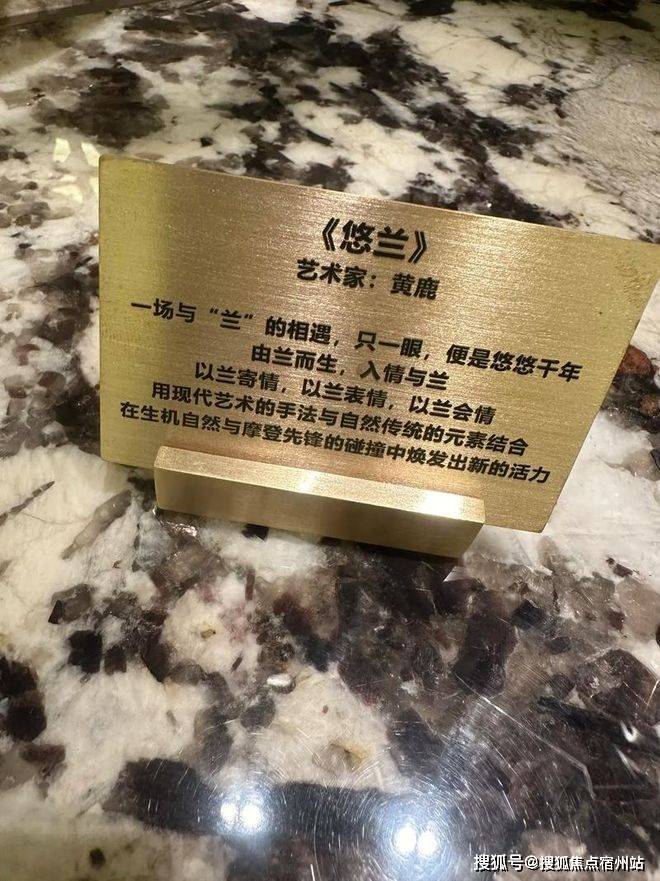 《悠兰》
艺术家：黄鹿
一场与“兰”的相遇，只一眼，便是悠悠千年
由兰而生，入情与兰
以兰寄情，以兰表情，以兰会情
用现代艺术的手法与自然传统的元素结合
在生机自然与摩登先锋的碰撞中焕发出新的活力
搜狐号@搜狐焦点宿州站